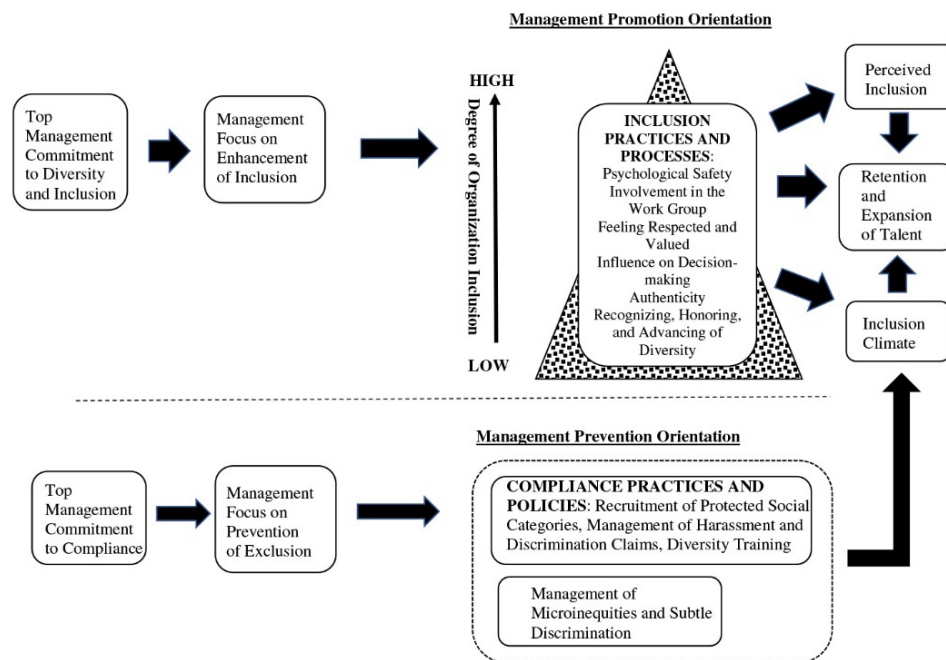 Management Promotion Orientation
Top
Management
Commitment
to Diversity
and Inclusion
Management
Focus on
Enhancement
of Inclusion
HIGH
Degree of Organization Inclusion
LOW
INCLUSION
PRACTICES AND
PROCESSES:
Psychological Safety
Involvement in the
Work Group
Feeling Respected and
Valued
Influence on Decision-
making
Authenticity
Recognizing, Honoring,
and Advancing of
Diversity
Perceived
Inclusion
Retention
and
Expansion
of Talent
Inclusion
Climate
Management Prevention Orientation
Top
Management
Commitment
to Compliance
Management
Focus on
Prevention
of Exclusion
COMPLIANCE PRACTICES AND
POLICIES: Recruitment of Protected Social
Categories, Management of Harassment and
Discrimination Claims, Diversity Training
Management of
Microinequities and Subtle
Discrimination